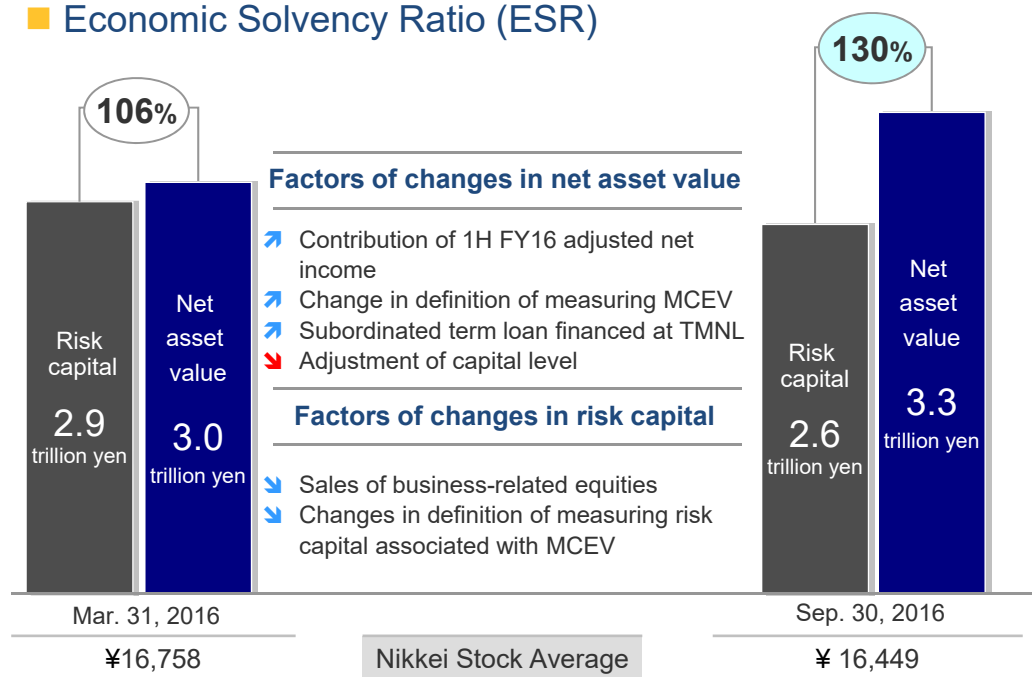 Economic Solvency Ratio (ESR)
106%
130%
Factors of changes in net asset value
Contribution of 1H FY16 adjusted net
income
Change in definition of measuring MCEV
Subordinated term loan financed at TMNL
Adjustment of capital level
Factors of changes in risk capital
Sales of business-related equities
Changes in definition of measuring risk
capital associated with MCEV
Risk
capital
2.9
trillion yen
Net
asset
value
3.0
trillion yen
Risk
capital
2.6
trillion yen
Net
asset
value
3.3
trillion yen
Mar. 31, 2016
Sep. 30, 2016
¥16,758
Nikkei Stock Average
¥ 16,449